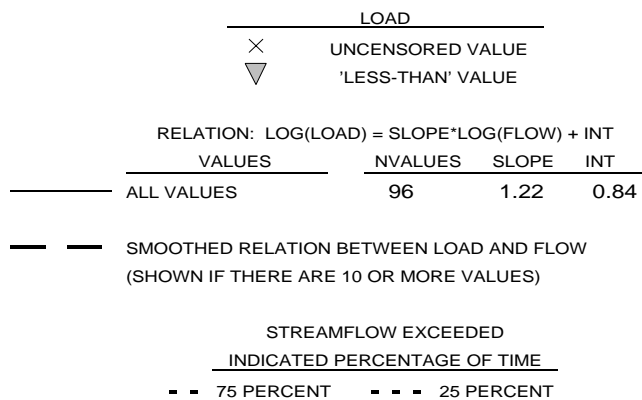 LOAD
× UNCENSORED VALUE
'LESS-THAN' VALUE
RELATION: LOG(LOAD) = SLOPE*LOG(FLOW) + INT
VALUES NVALUES SLOPE INT
ALL VALUES 96 1.22 0.84
SMOOTHED RELATION BETWEEN LOAD AND FLOW
(SHOWN IF THERE ARE 10 OR MORE VALUES)
STREAMFLOW EXCEEDED
INDICATED PERCENTAGE OF TIME
75 PERCENT 25 PERCENT